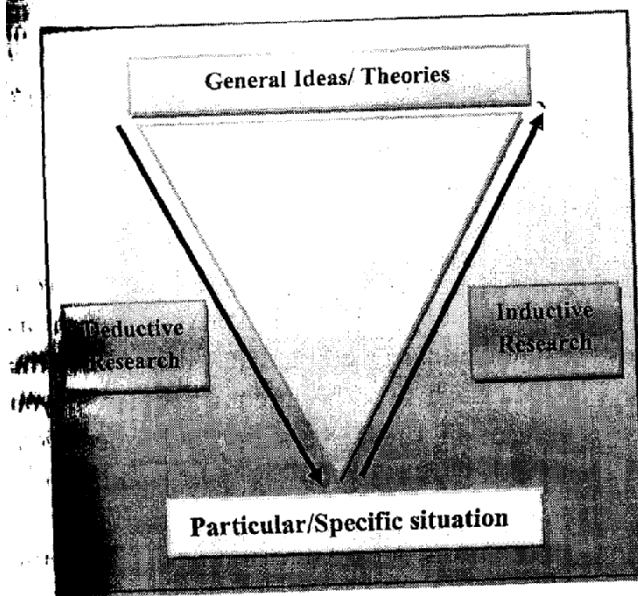 General Ideas/ Theories
Deductive
Research
Inductive
Research
Particular/Specific situation